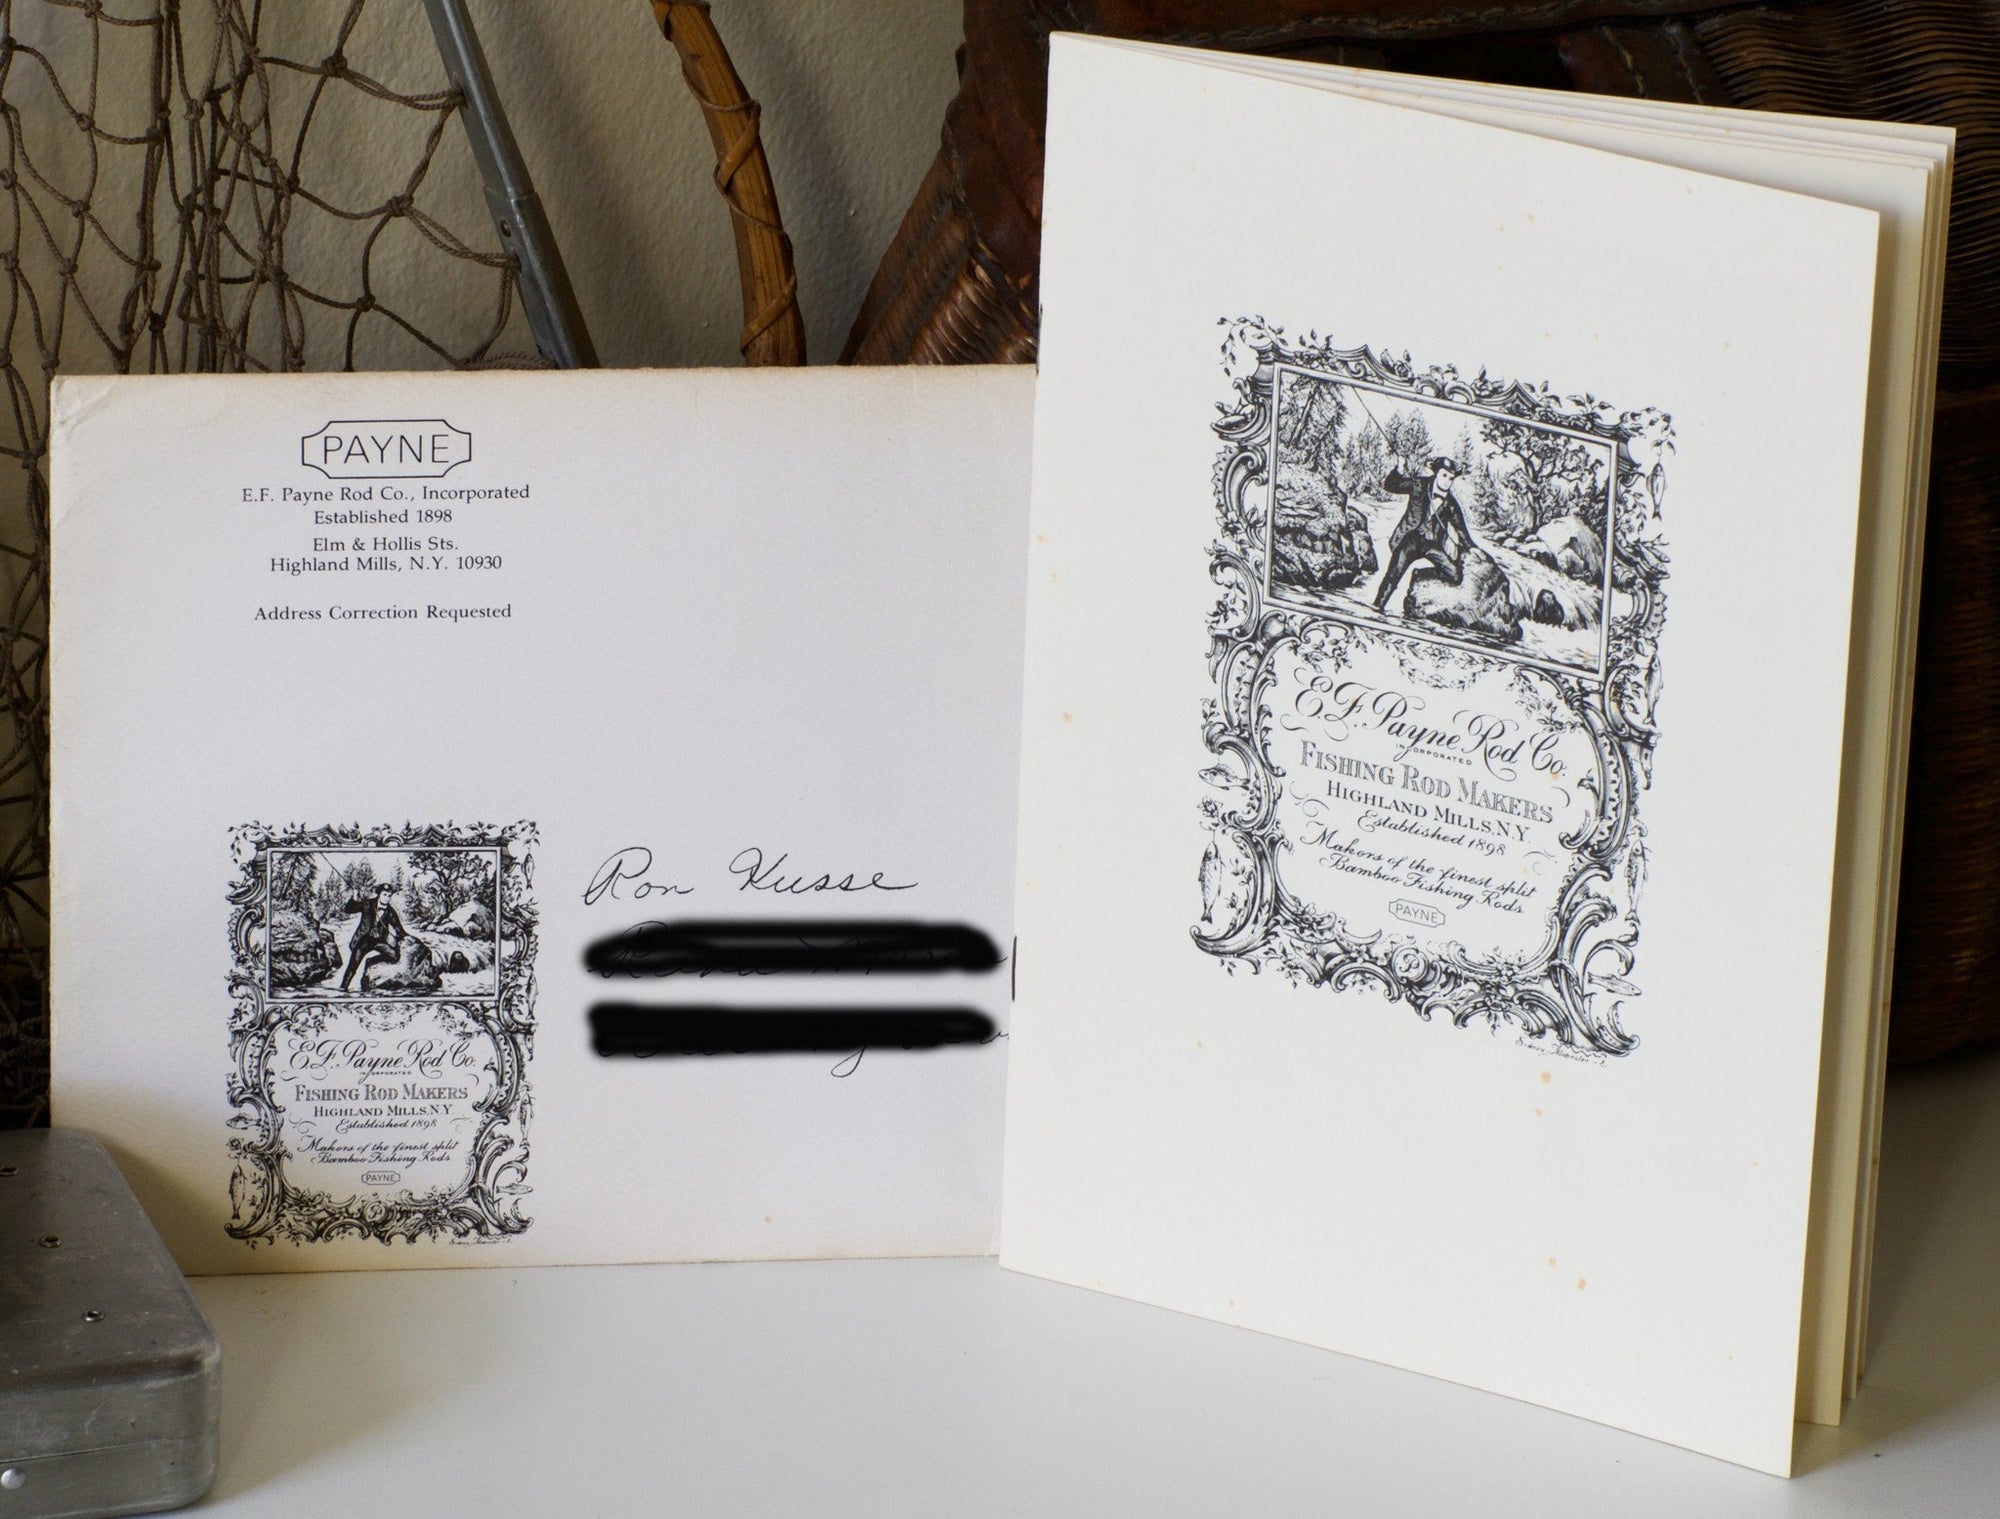 PAYNE
E.F. Payne Rod Co., Incorporated
Established 1898
Elm & Hollis Sts.
Highland Mills, N.Y. 10930
Address Correction Requested
Ron Kusse
E.F. Payne Rod Co.
INCORPORATED
FISHING ROD MAKERS
HIGHLAND MILLS, N.Y.
Established 1898
Makers of the finest split
Bamboo Fishing Rods
PAYNE
E.F. Payne Rod Co.
INCORPORATED
FISHING ROD MAKERS
HIGHLAND MILLS, N.Y.
Established 1898
Makers of the finest split
Bamboo Fishing Rods
PAYNE